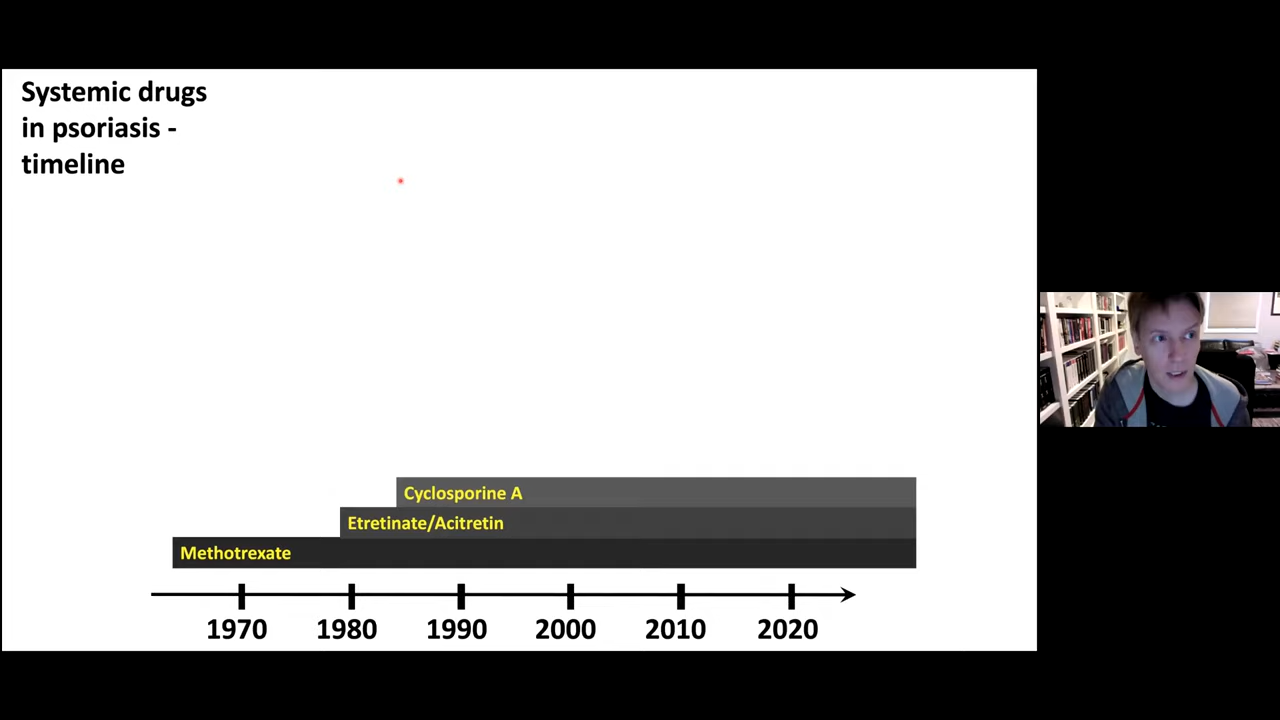 Systemic drugs
in psoriasis -
timeline
Cyclosporine A
Etretinate/Acitretin
Methotrexate
1970 1980 1990 2000 2010 2020